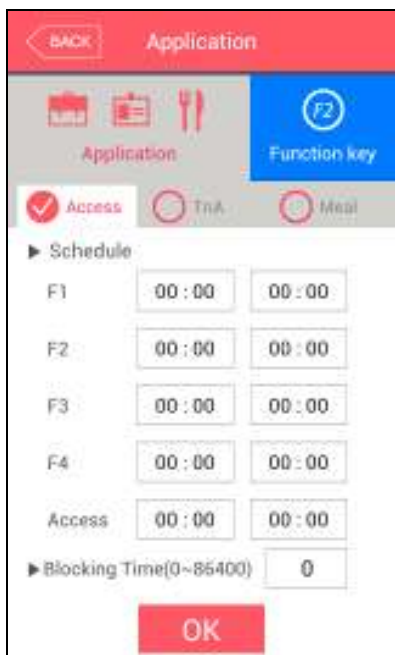 BACK Application
F2
Application Function key
Access TnA Meal
▶ Schedule
F1 00 : 00 00 : 00
F2 00 : 00 00 : 00
F3 00 : 00 00 : 00
F4 00 : 00 00 : 00
Access 00 : 00 00 : 00
▶ Blocking Time(0~86400) 0
OK